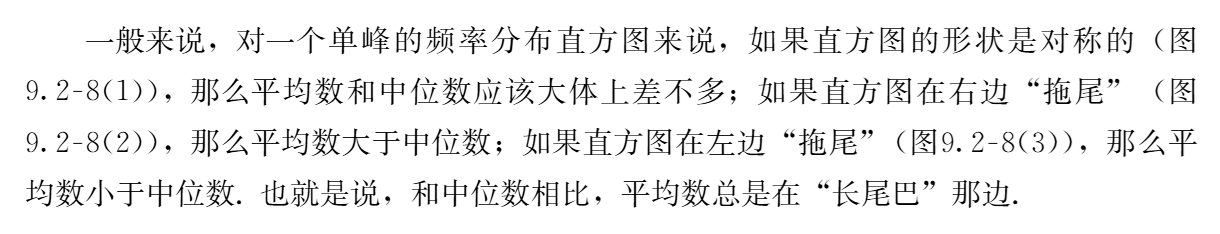 一般来说，对一个单峰的频率分布直方图来说，如果直方图的形状是对称的（图
9.2-8(1)），那么平均数和中位数应该大体上差不多；如果直方图在右边“拖尾”（图
9.2-8(2)），那么平均数大于中位数；如果直方图在左边“拖尾”（图9.2-8(3)），那么平
均数小于中位数. 也就是说，和中位数相比，平均数总是在“长尾巴”那边.